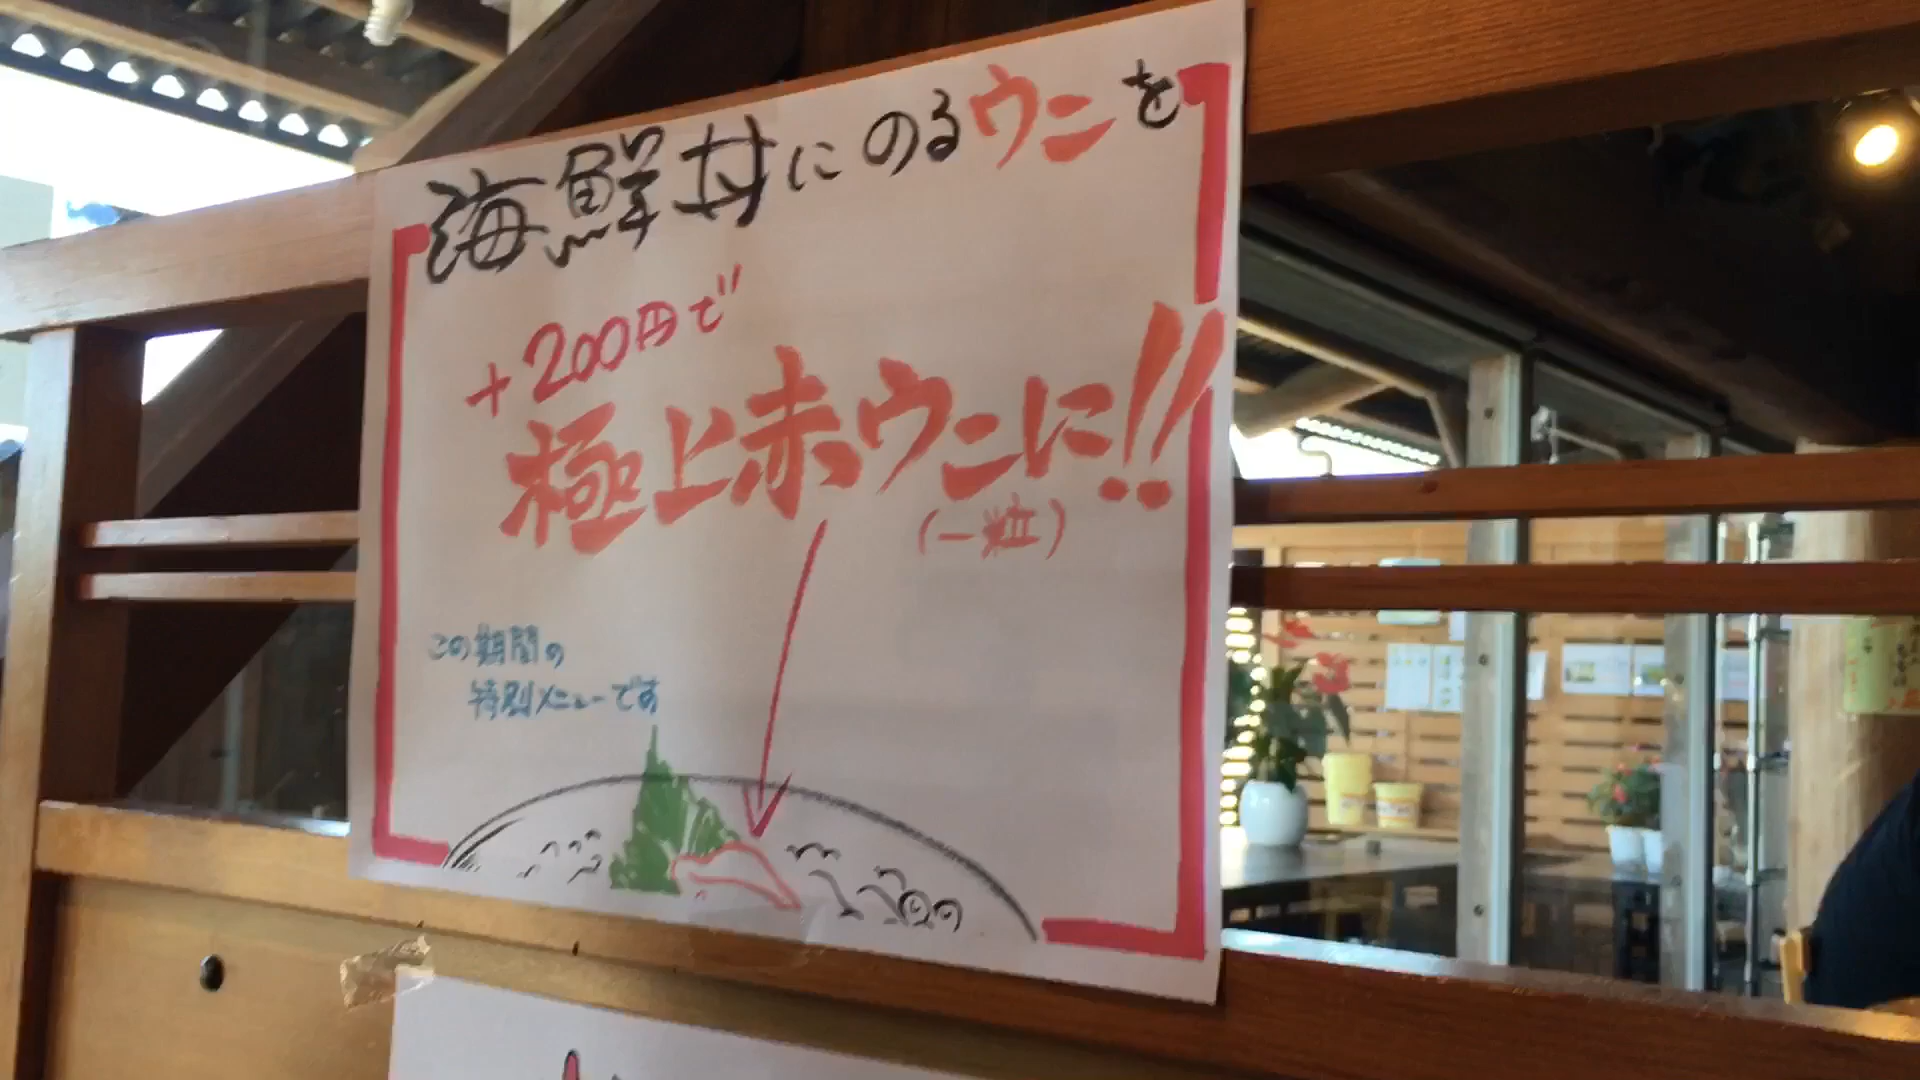 海鮮丼にのるウニを
+200円で
極上赤ウニに!!
(一粒)
この期間の
特別メニューです